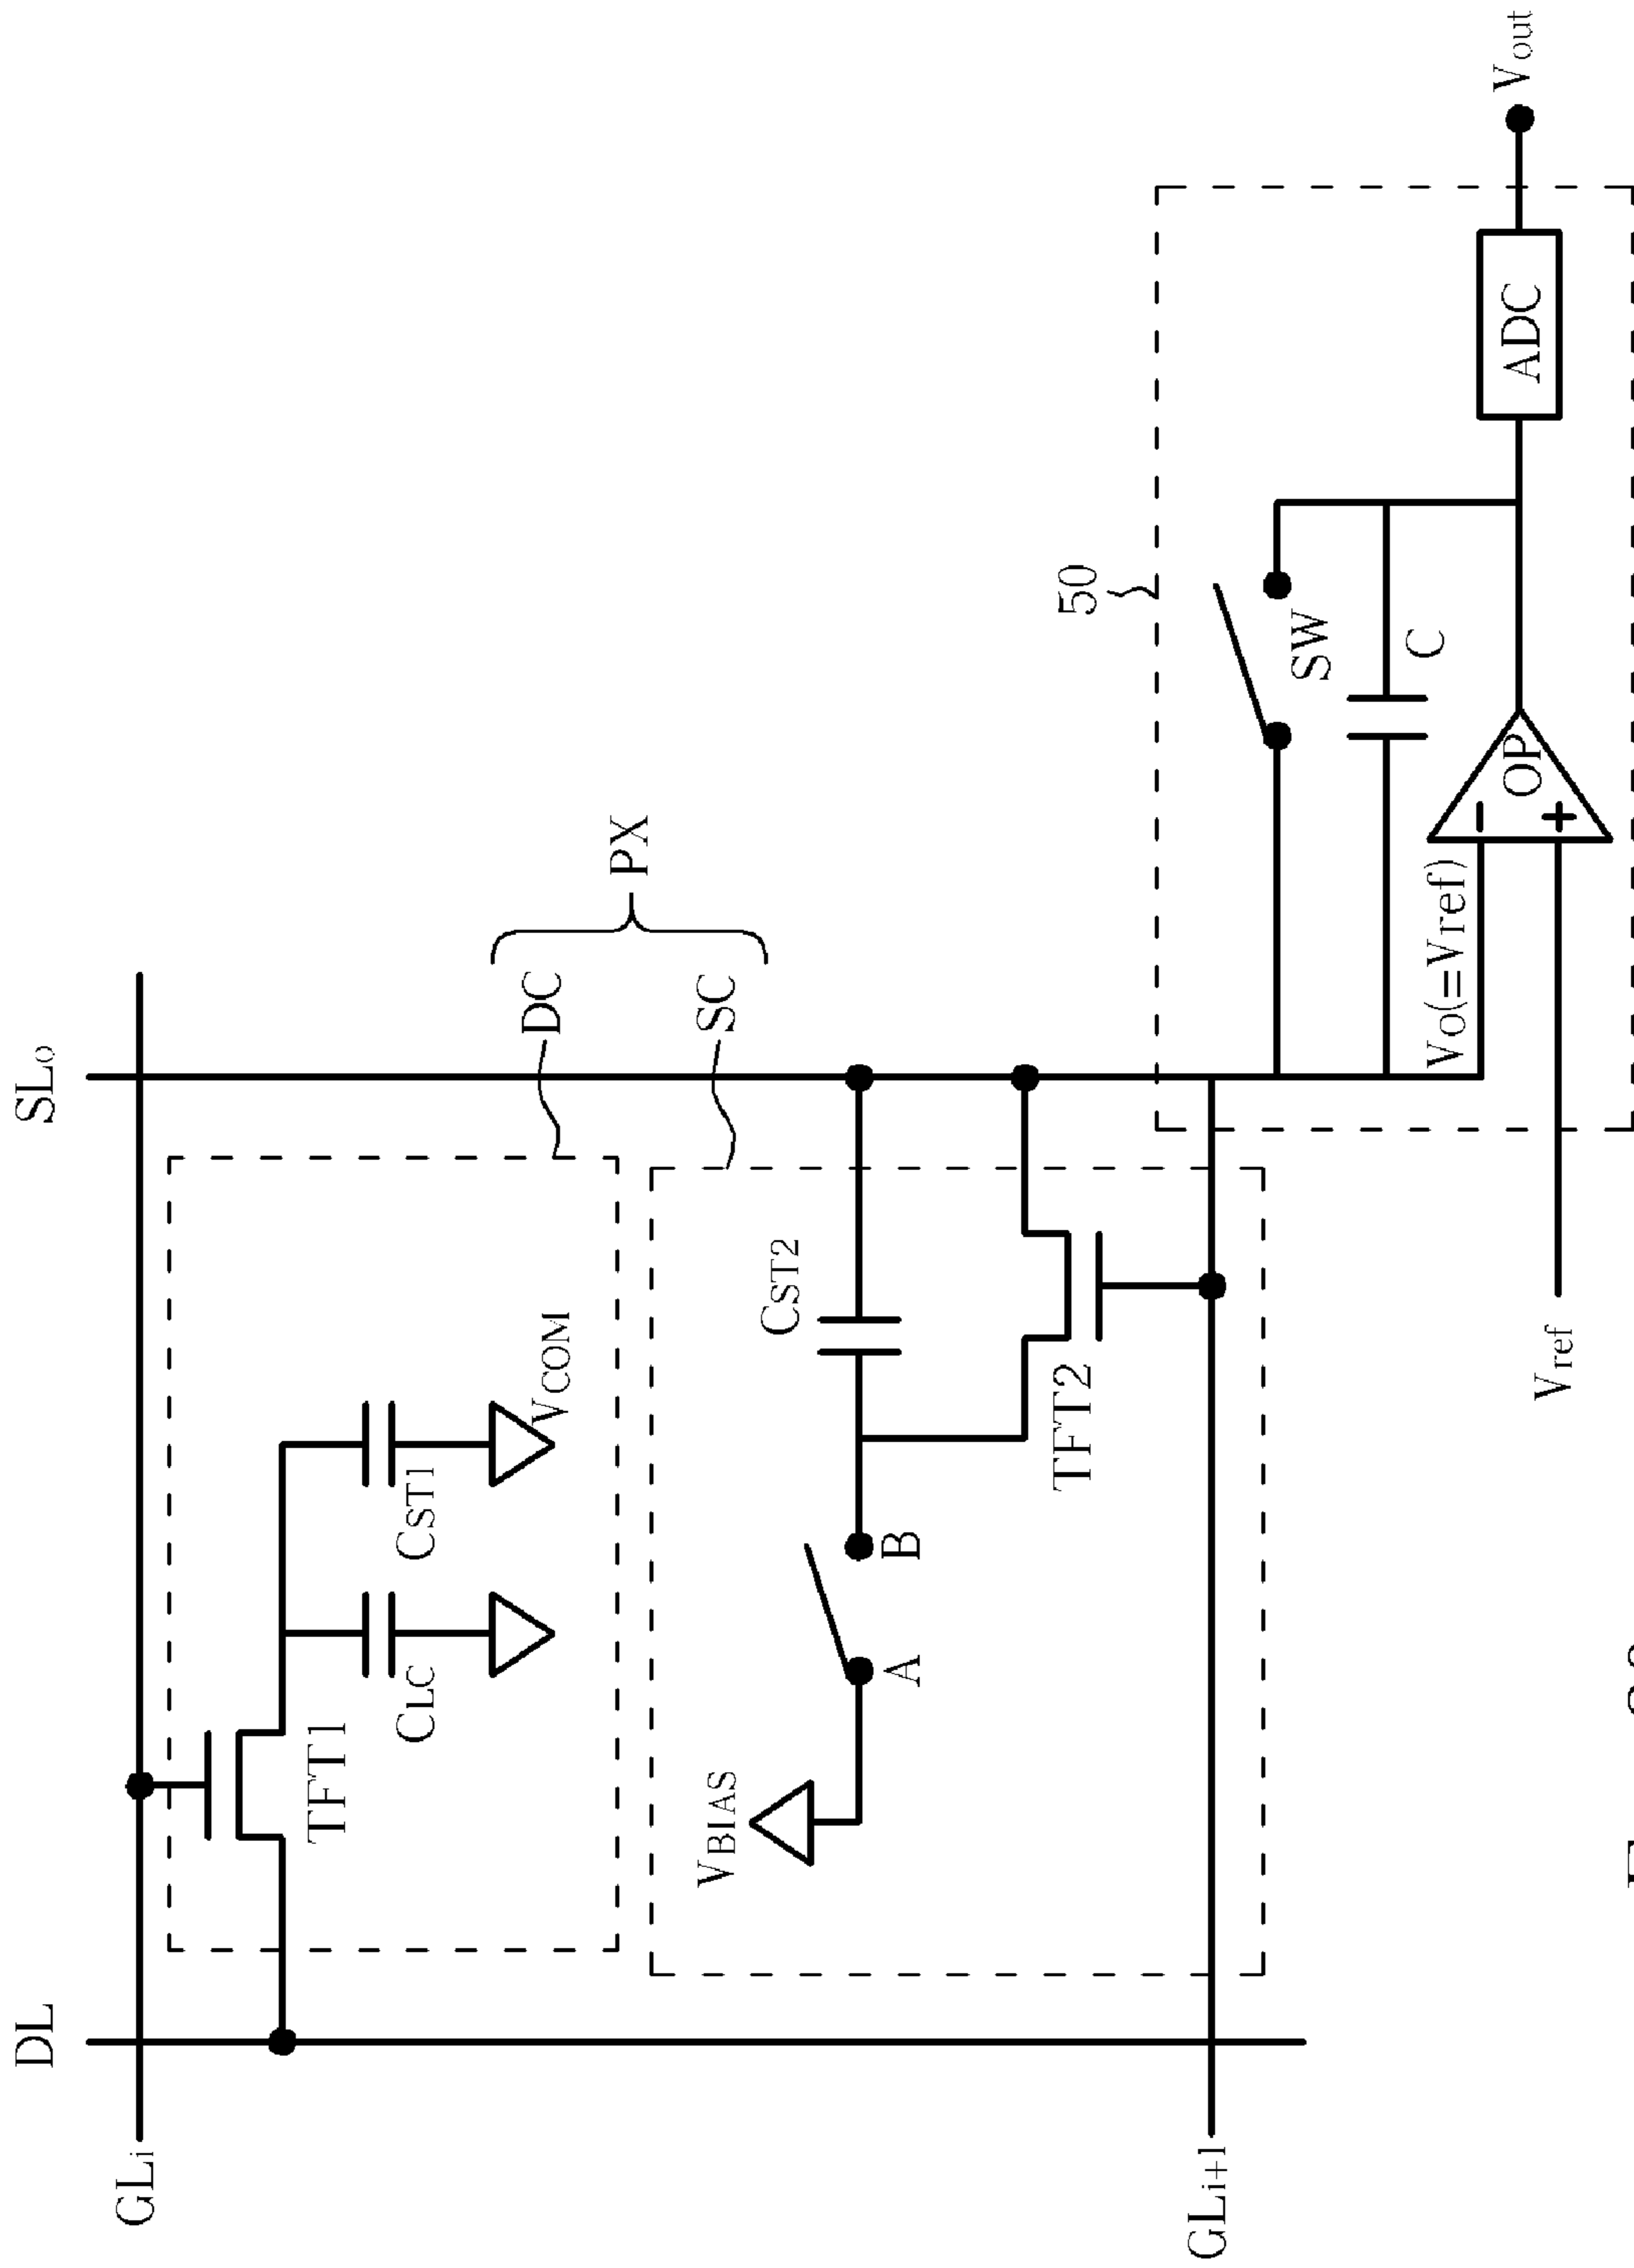 DL
SLO
GLi
TFT1
CLC
CST1
VCOM
DC
SC
PX
VBIAS
A
B
CST2
TFT2
GLi+1
50
SW
C
Vo(=Vref)
OP
−
+
ADC
Vout
Vref